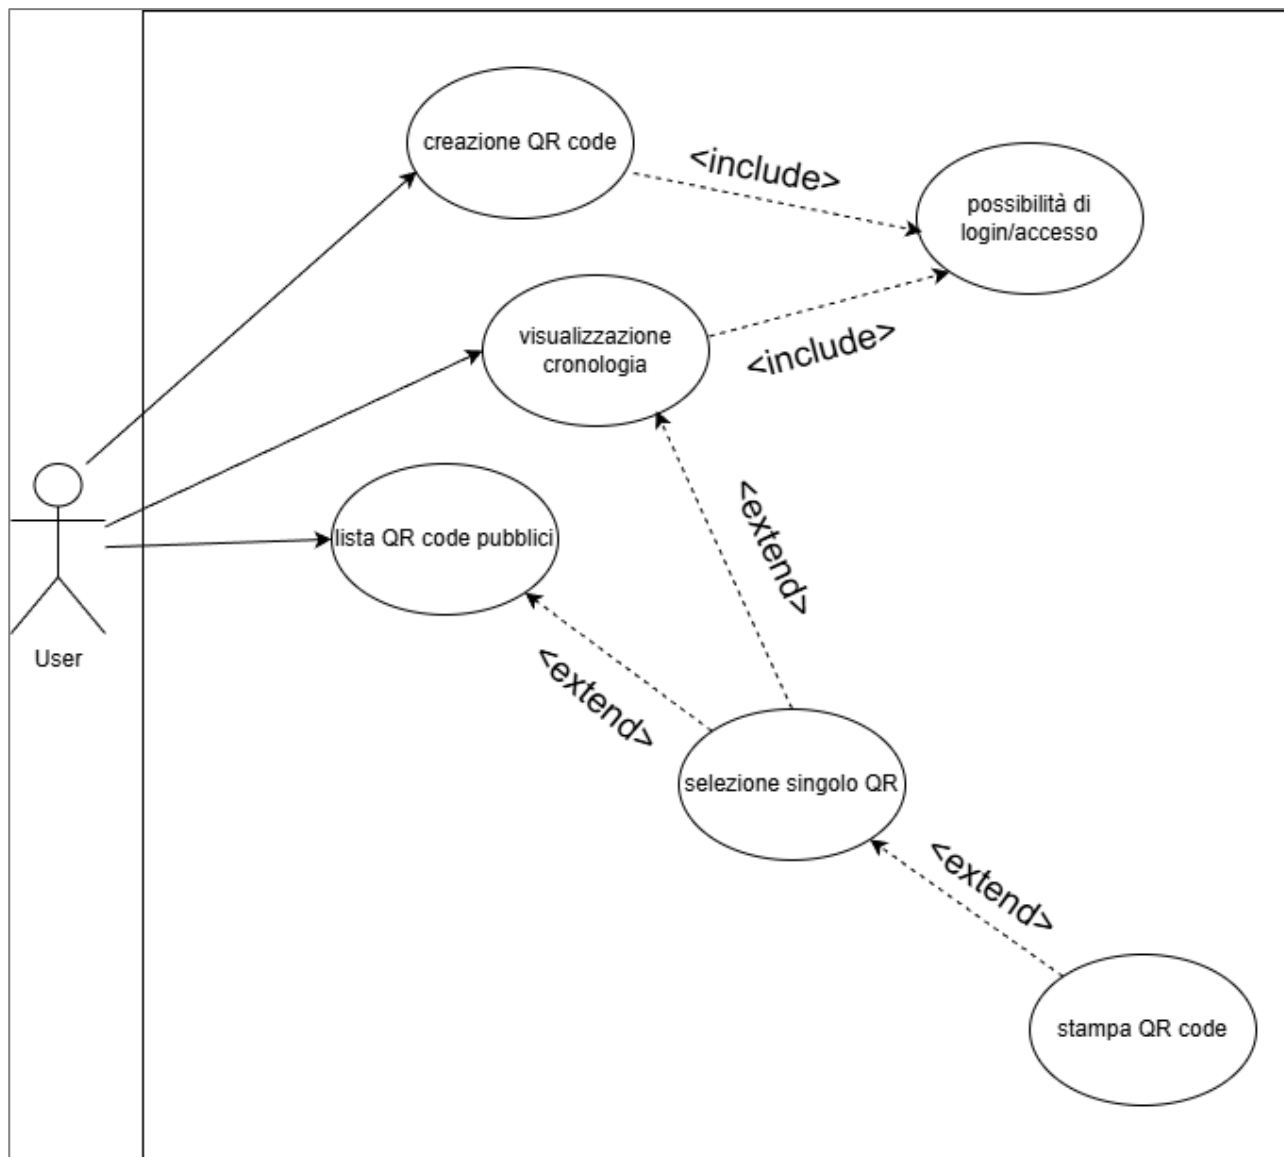 creazione QR code
<include>
possibilità di
login/accesso
visualizzazione
cronologia
<include>
lista QR code pubblici
<extend>
User
<extend>
selezione singolo QR
<extend>
stampa QR code